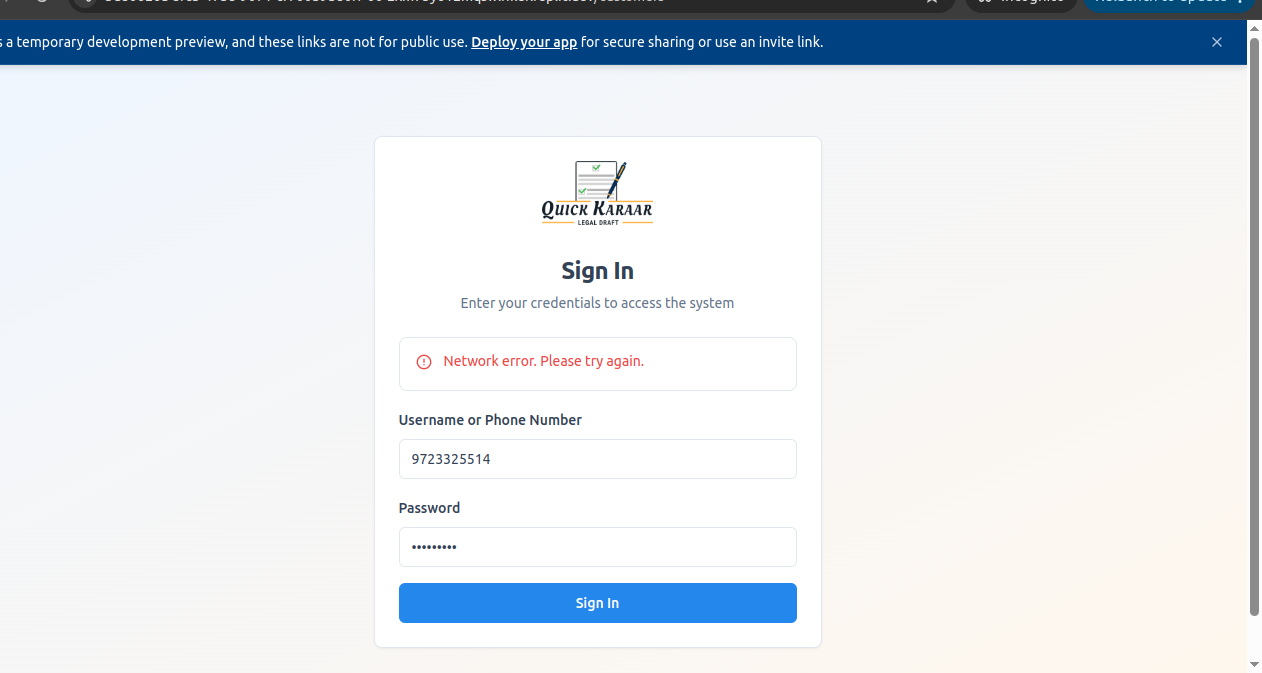 s a temporary development preview, and these links are not for public use. Deploy your app for secure sharing or use an invite link.
QUICK KARAAR
LEGAL DRAFT
Sign In
Enter your credentials to access the system
Network error. Please try again.
Username or Phone Number
9723325514
Password
•••••••••
Sign In